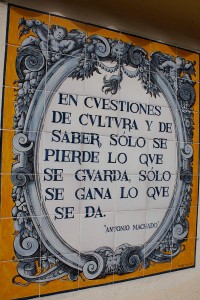 EN CVESTIONES
DE CVLTVRA Y DE
SABER, SÓLO SE
PIERDE LO QVE
SE GVARDA, SÓLO
SE GANA LO QVE
SE DA.
"ANTONIO MACHADO"